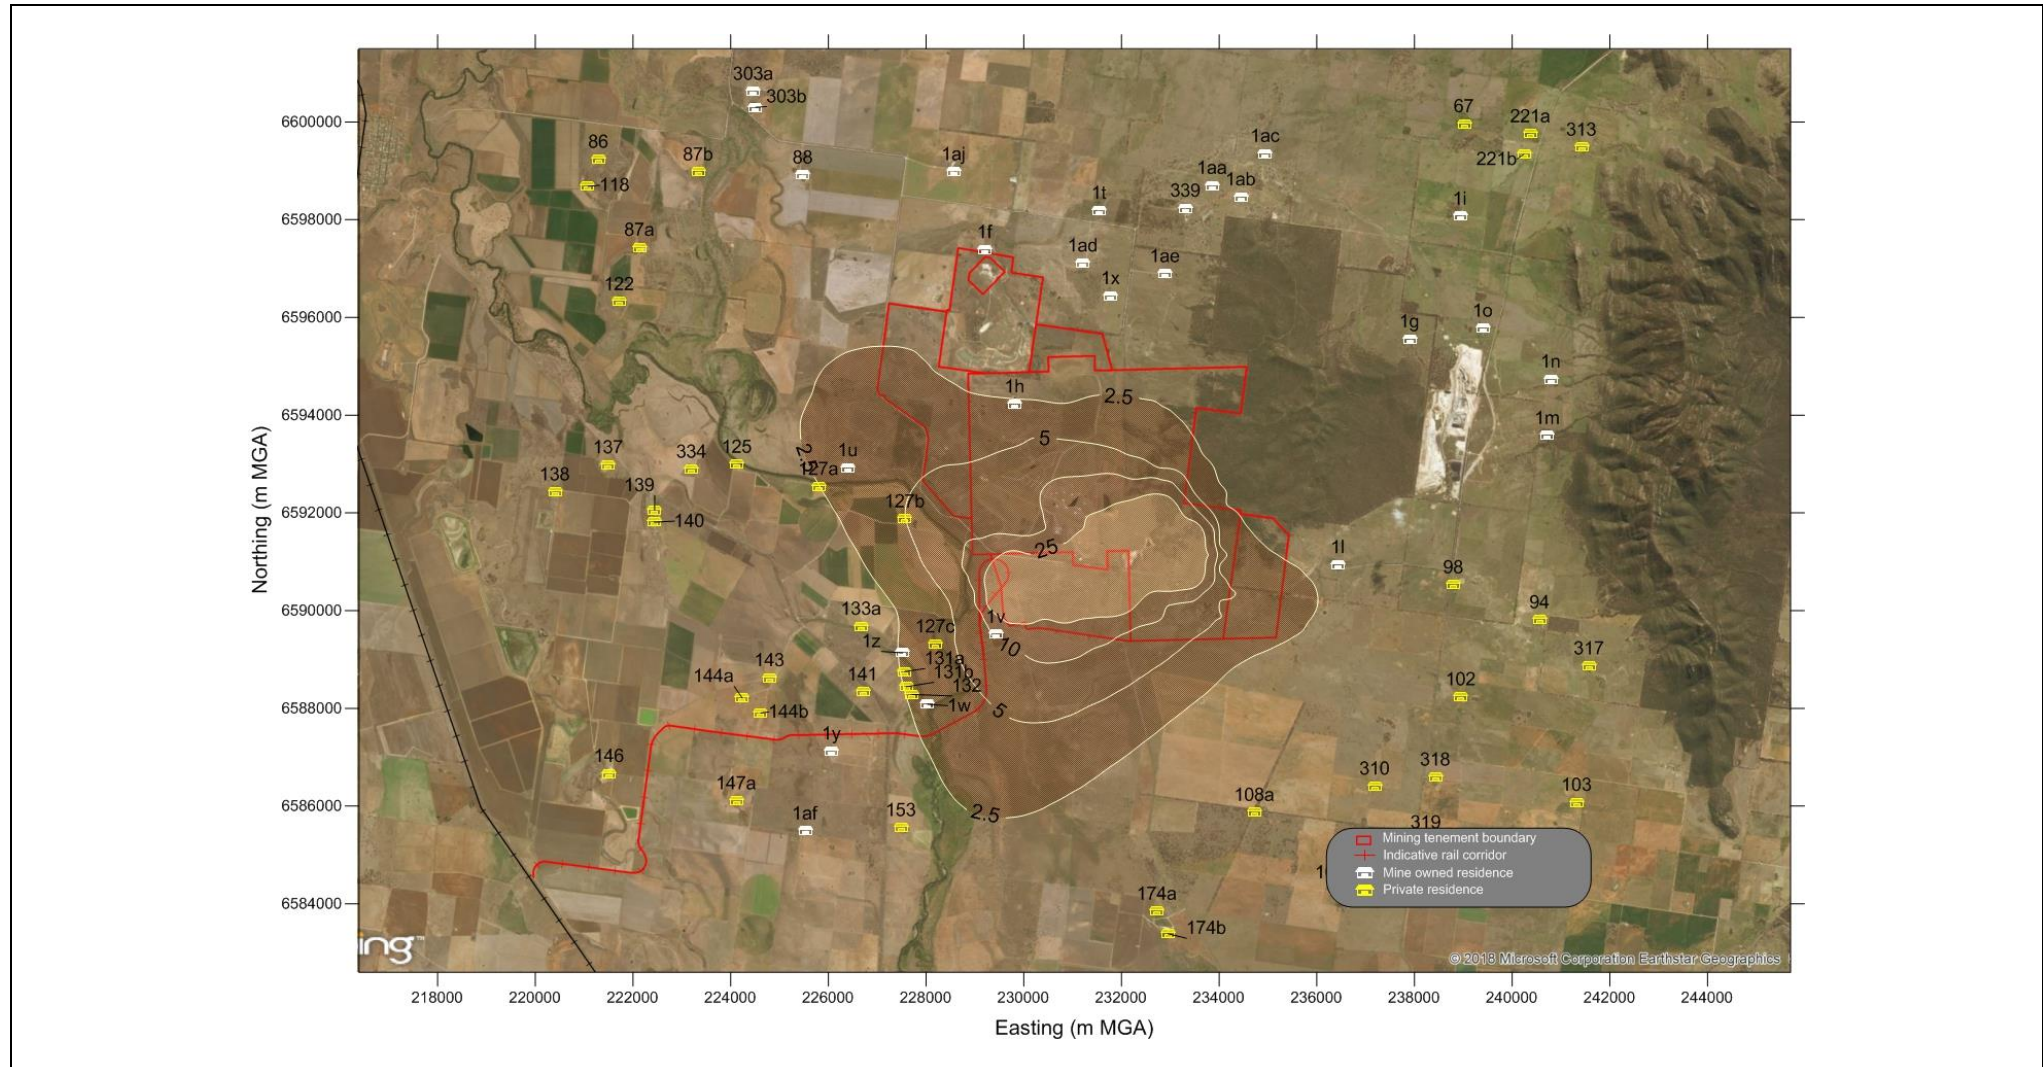 303a
303b
6600000
67
221a
313
221b
86
118
87b
88
1aj
1ac
1aa
1ab
339
1t
6598000
1i
87a
1f
1ad
1ae
1x
122
6596000
1g
1o
1n
1h
2.5
6594000
1m
5
137
334
125
2.5
1u
127a
138
139
140
127b
6592000
25
1l
98
6590000
133a
127c
1v
10
94
1z
131a
131b
132
317
143
144a
141
102
6588000
144b
1w
5
1y
146
147a
310
318
103
6586000
1af
153
2.5
108a
319
Mining tenement boundary
Indicative rail corridor
Mine owned residence
Private residence
174a
6584000
174b
ing™
© 2018 Microsoft Corporation Earthstar Geographics
218000 220000 222000 224000 226000 228000 230000 232000 234000 236000 238000 240000 242000 244000
Easting (m MGA)
Northing (m MGA)